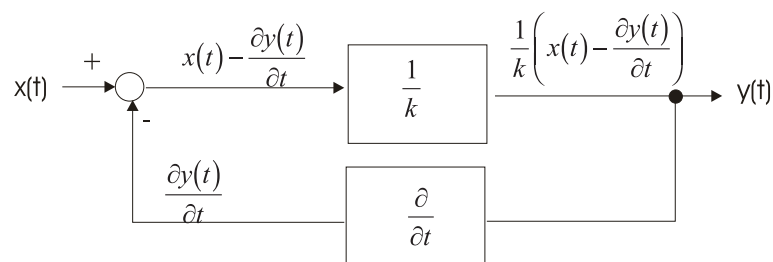 x(t)
+
-
x(t) − ∂y(t)/∂t
1/k
1/k (x(t) − ∂y(t)/∂t)
y(t)
∂y(t)/∂t
∂/∂t